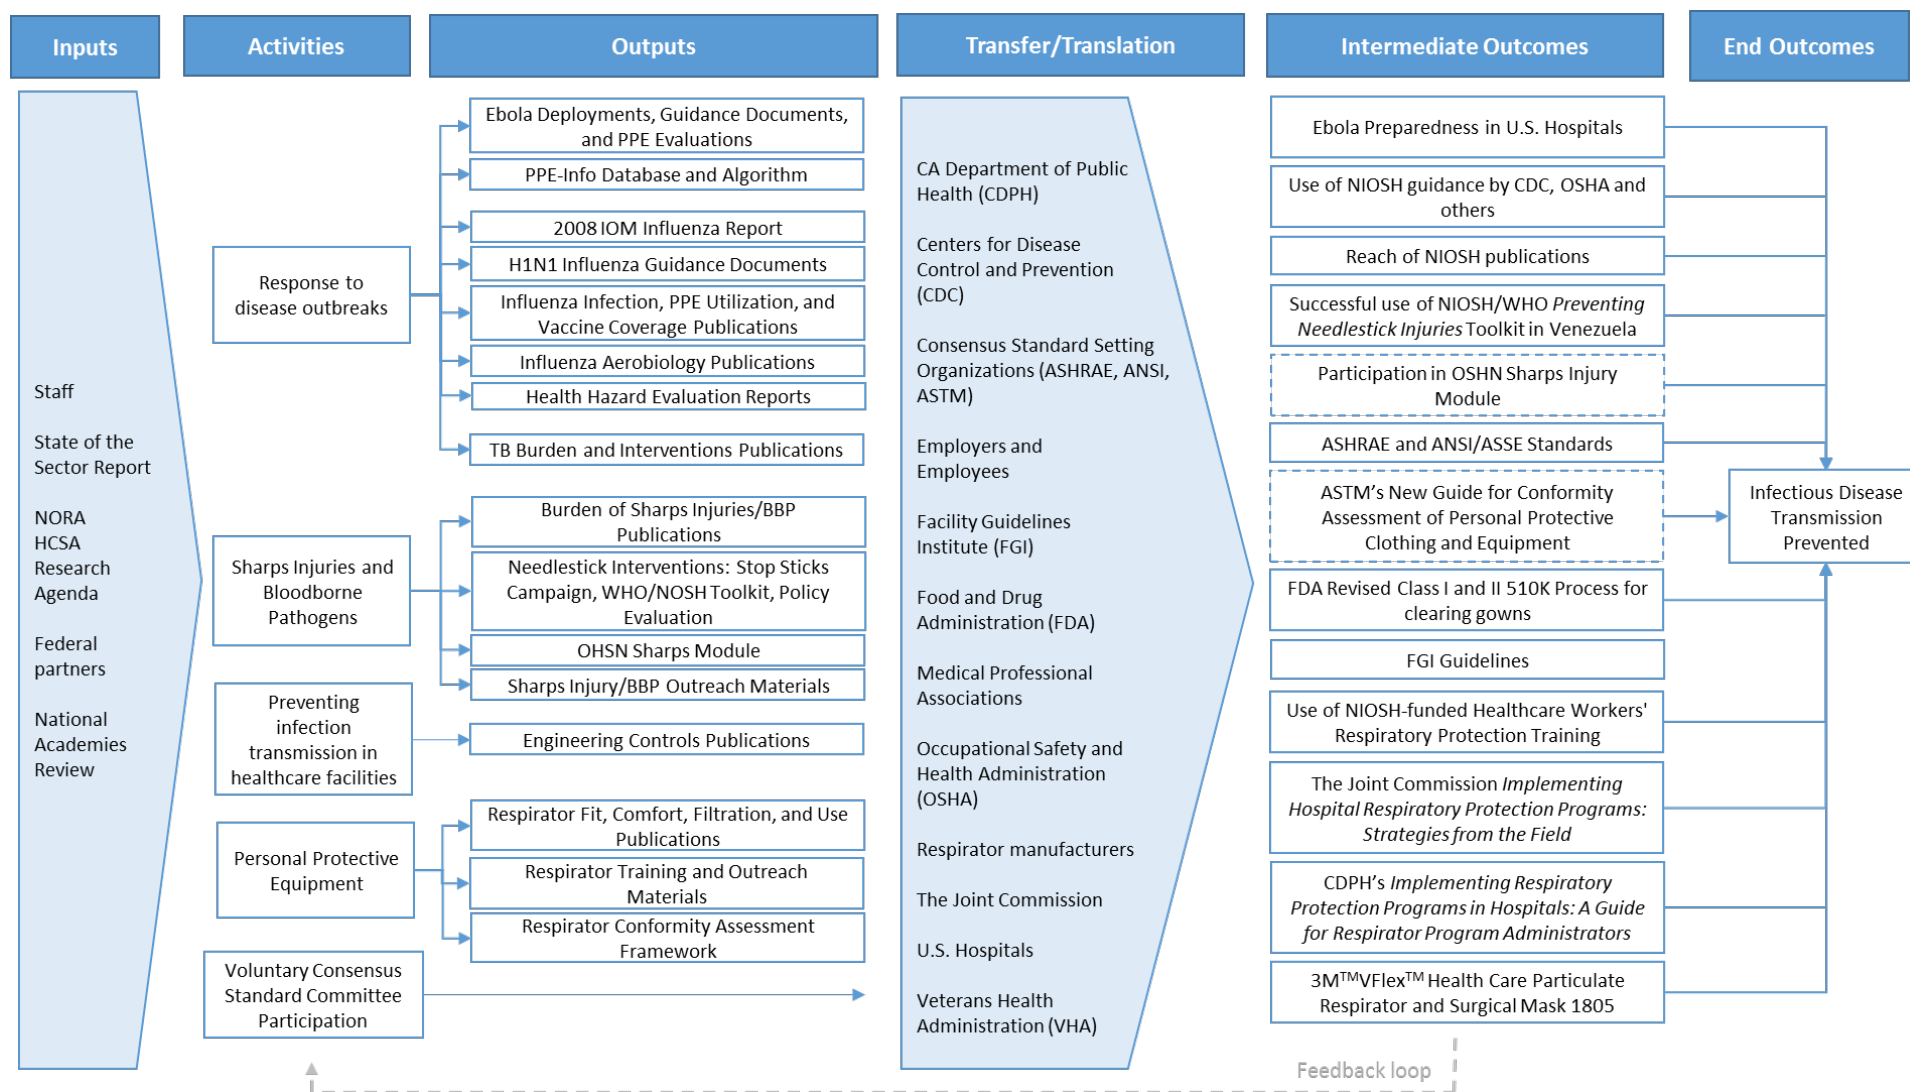 Inputs
Activities
Outputs
Transfer/Translation
Intermediate Outcomes
End Outcomes
Staff
State of the
Sector Report
NORA
HCSA
Research
Agenda
Federal
partners
National
Academies
Review
Response to
disease outbreaks
Sharps Injuries and
Bloodborne
Pathogens
Preventing
infection
transmission in
healthcare facilities
Personal Protective
Equipment
Voluntary Consensus
Standard Committee
Participation
Ebola Deployments, Guidance Documents,
and PPE Evaluations
PPE-Info Database and Algorithm
2008 IOM Influenza Report
H1N1 Influenza Guidance Documents
Influenza Infection, PPE Utilization, and
Vaccine Coverage Publications
Influenza Aerobiology Publications
Health Hazard Evaluation Reports
TB Burden and Interventions Publications
Burden of Sharps Injuries/BBP
Publications
Needlestick Interventions: Stop Sticks
Campaign, WHO/NOSH Toolkit, Policy
Evaluation
OHSN Sharps Module
Sharps Injury/BBP Outreach Materials
Engineering Controls Publications
Respirator Fit, Comfort, Filtration, and Use
Publications
Respirator Training and Outreach
Materials
Respirator Conformity Assessment
Framework
CA Department of Public
Health (CDPH)
Centers for Disease
Control and Prevention
(CDC)
Consensus Standard Setting
Organizations (ASHRAE, ANSI,
ASTM)
Employers and
Employees
Facility Guidelines
Institute (FGI)
Food and Drug
Administration (FDA)
Medical Professional
Associations
Occupational Safety and
Health Administration
(OSHA)
Respirator manufacturers
The Joint Commission
U.S. Hospitals
Veterans Health
Administration (VHA)
Ebola Preparedness in U.S. Hospitals
Use of NIOSH guidance by CDC, OSHA and
others
Reach of NIOSH publications
Successful use of NIOSH/WHO Preventing
Needlestick Injuries Toolkit in Venezuela
Participation in OSHN Sharps Injury
Module
ASHRAE and ANSI/ASSE Standards
ASTM's New Guide for Conformity
Assessment of Personal Protective
Clothing and Equipment
FDA Revised Class I and II 510K Process for
clearing gowns
FGI Guidelines
Use of NIOSH-funded Healthcare Workers'
Respiratory Protection Training
The Joint Commission Implementing
Hospital Respiratory Protection Programs:
Strategies from the Field
CDPH's Implementing Respiratory
Protection Programs in Hospitals: A Guide
for Respirator Program Administrators
3M™VFlex™ Health Care Particulate
Respirator and Surgical Mask 1805
Infectious Disease
Transmission
Prevented
Feedback loop